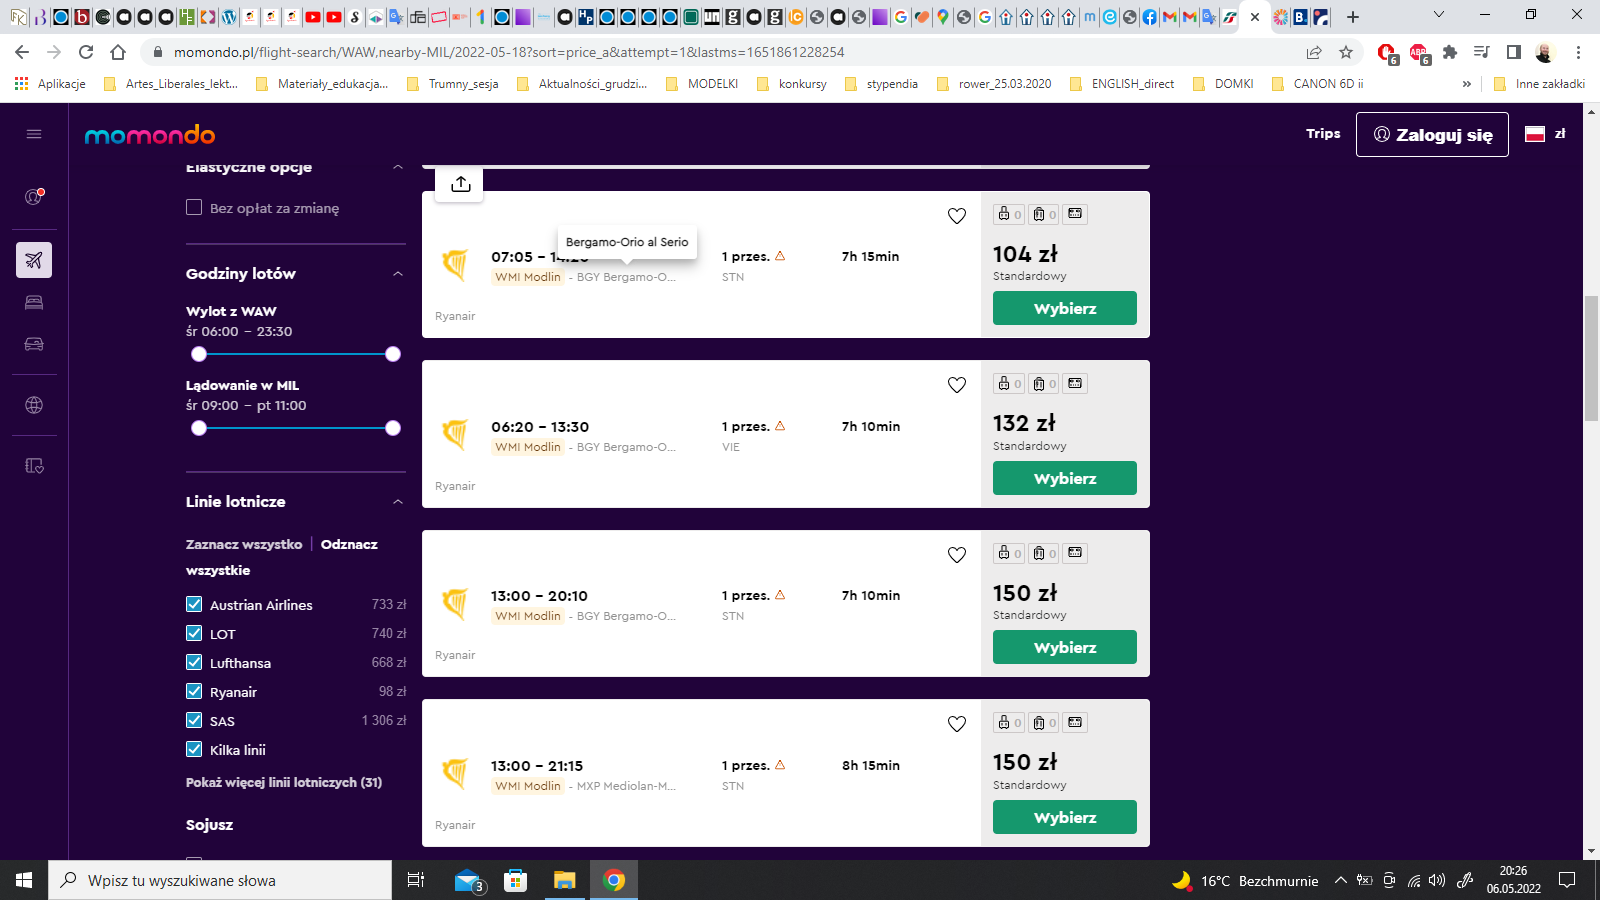 momondo.pl/flight-search/WAW,nearby-MIL/2022-05-18?sort=price_a&attempt=1&lastms=1651861228254
6
6
Aplikacje
Artes_Liberales_lekt...
Materiały_edukacja...
Trumny_sesja
Aktualności_grudzi...
MODELKI
konkursy
stypendia
rower_25.03.2020
ENGLISH_direct
DOMKI
CANON 6D ii
»
Inne zakładki
momondo
Trips
Zaloguj się
zł
Elastyczne opcje
Bez opłat za zmianę
Godziny lotów
Wylot z WAW
śr 06:00 – 23:30
Lądowanie w MIL
śr 09:00 – pt 11:00
Linie lotnicze
Zaznacz wszystko | Odznacz
wszystkie
Austrian Airlines 733 zł
LOT 740 zł
Lufthansa 668 zł
Ryanair 98 zł
SAS 1 306 zł
Kilka linii
Pokaż więcej linii lotniczych (31)
Sojusz
Bergamo-Orio al Serio
07:05 – 14:20 1 przes. 7h 15min
WMI Modlin - BGY Bergamo-O... STN
Ryanair
0 0
104 zł
Standardowy
Wybierz
06:20 – 13:30 1 przes. 7h 10min
WMI Modlin - BGY Bergamo-O... VIE
Ryanair
0 0
132 zł
Standardowy
Wybierz
13:00 – 20:10 1 przes. 7h 10min
WMI Modlin - BGY Bergamo-O... STN
Ryanair
0 0
150 zł
Standardowy
Wybierz
13:00 – 21:15 1 przes. 8h 15min
WMI Modlin - MXP Mediolan-M... STN
Ryanair
0 0
150 zł
Standardowy
Wybierz
Wpisz tu wyszukiwane słowa
3
16°C Bezchmurnie
20:26
06.05.2022